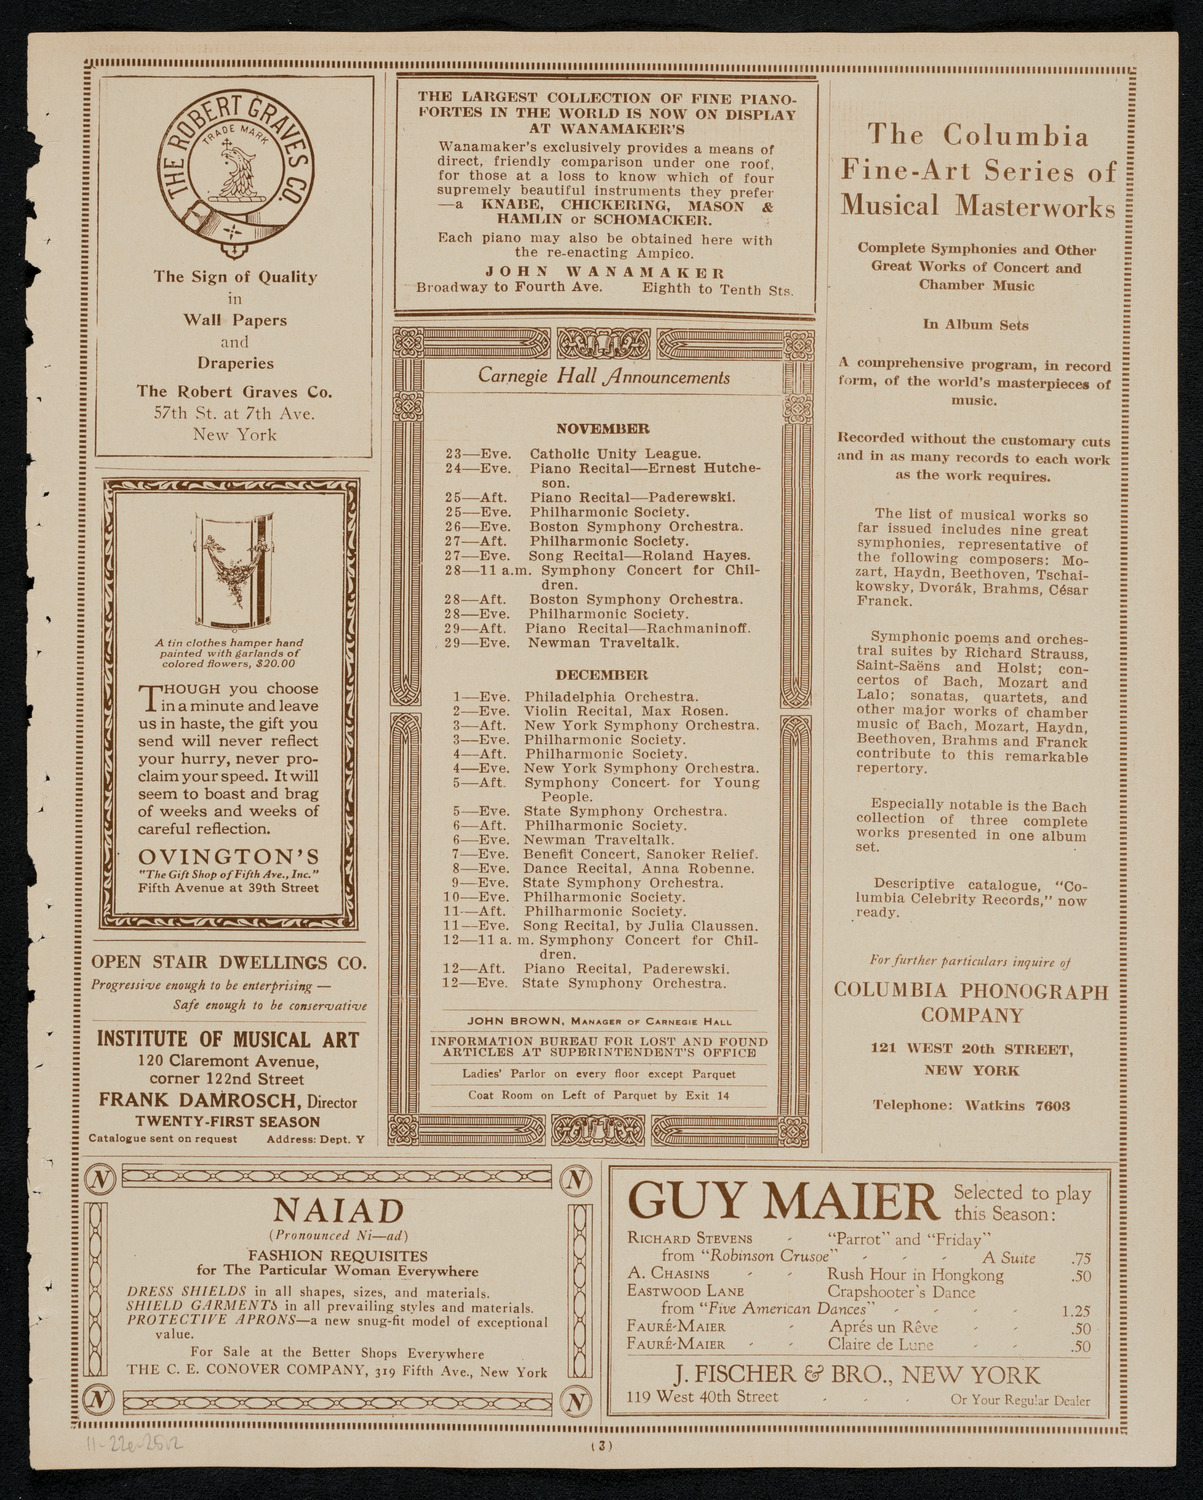 THE ROBERT GRAVES CO.
TRADE MARK
The Sign of Quality
in
Wall Papers
and
Draperies
The Robert Graves Co.
57th St. at 7th Ave.
New York
A tin clothes hamper hand
painted with garlands of
colored flowers, $20.00
THOUGH you choose
in a minute and leave
us in haste, the gift you
send will never reflect
your hurry, never pro-
claim your speed. It will
seem to boast and brag
of weeks and weeks of
careful reflection.
OVINGTON'S
"The Gift Shop of Fifth Ave., Inc."
Fifth Avenue at 39th Street
OPEN STAIR DWELLINGS CO.
Progressive enough to be enterprising —
Safe enough to be conservative
INSTITUTE OF MUSICAL ART
120 Claremont Avenue,
corner 122nd Street
FRANK DAMROSCH, Director
TWENTY-FIRST SEASON
Catalogue sent on request Address: Dept. Y
THE LARGEST COLLECTION OF FINE PIANO-
FORTES IN THE WORLD IS NOW ON DISPLAY
AT WANAMAKER'S
Wanamaker's exclusively provides a means of
direct, friendly comparison under one roof,
for those at a loss to know which of four
supremely beautiful instruments they prefer
—a KNABE, CHICKERING, MASON &
HAMLIN or SCHOMACKER.
Each piano may also be obtained here with
the re-enacting Ampico.
JOHN WANAMAKER
Broadway to Fourth Ave. Eighth to Tenth Sts.
Carnegie Hall Announcements
NOVEMBER
23—Eve. Catholic Unity League.
24—Eve. Piano Recital—Ernest Hutche-
son.
25—Aft. Piano Recital—Paderewski.
25—Eve. Philharmonic Society.
26—Eve. Boston Symphony Orchestra.
27—Aft. Philharmonic Society.
27—Eve. Song Recital—Roland Hayes.
28—11 a.m. Symphony Concert for Chil-
dren.
28—Aft. Boston Symphony Orchestra.
28—Eve. Philharmonic Society.
29—Aft. Piano Recital—Rachmaninoff.
29—Eve. Newman Traveltalk.
DECEMBER
1—Eve. Philadelphia Orchestra.
2—Eve. Violin Recital, Max Rosen.
3—Aft. New York Symphony Orchestra.
3—Eve. Philharmonic Society.
4—Aft. Philharmonic Society.
4—Eve. New York Symphony Orchestra.
5—Aft. Symphony Concert for Young
People.
5—Eve. State Symphony Orchestra.
6—Aft. Philharmonic Society.
6—Eve. Newman Traveltalk.
7—Eve. Benefit Concert, Sanoker Relief.
8—Eve. Dance Recital, Anna Robenne.
9—Eve. State Symphony Orchestra.
10—Eve. Philharmonic Society.
11—Aft. Philharmonic Society.
11—Eve. Song Recital, by Julia Claussen.
12—11 a. m. Symphony Concert for Chil-
dren.
12—Aft. Piano Recital, Paderewski.
12—Eve. State Symphony Orchestra.
JOHN BROWN, MANAGER OF CARNEGIE HALL
INFORMATION BUREAU FOR LOST AND FOUND
ARTICLES AT SUPERINTENDENT'S OFFICE
Ladies' Parlor on every floor except Parquet
Coat Room on Left of Parquet by Exit 14
The Columbia
Fine-Art Series of
Musical Masterworks
Complete Symphonies and Other
Great Works of Concert and
Chamber Music
In Album Sets
A comprehensive program, in record
form, of the world's masterpieces of
music.
Recorded without the customary cuts
and in as many records to each work
as the work requires.
The list of musical works so
far issued includes nine great
symphonies, representative of
the following composers: Mo-
zart, Haydn, Beethoven, Tschai-
kowsky, Dvorák, Brahms, César
Franck.
Symphonic poems and orches-
tral suites by Richard Strauss,
Saint-Saëns and Holst; con-
certos of Bach, Mozart and
Lalo; sonatas, quartets, and
other major works of chamber
music of Bach, Mozart, Haydn,
Beethoven, Brahms and Franck
contribute to this remarkable
repertory.
Especially notable is the Bach
collection of three complete
works presented in one album
set.
Descriptive catalogue, "Co-
lumbia Celebrity Records," now
ready.
For further particulars inquire of
COLUMBIA PHONOGRAPH
COMPANY
121 WEST 20th STREET,
NEW YORK
Telephone: Watkins 7603
N N
NAIAD
(Pronounced Ni—ad)
FASHION REQUISITES
for The Particular Woman Everywhere
DRESS SHIELDS in all shapes, sizes, and materials.
SHIELD GARMENTS in all prevailing styles and materials.
PROTECTIVE APRONS—a new snug-fit model of exceptional
value.
For Sale at the Better Shops Everywhere
THE C. E. CONOVER COMPANY, 319 Fifth Ave., New York
N N
GUY MAIER Selected to play
this Season:
RICHARD STEVENS - "Parrot" and "Friday"
from "Robinson Crusoe" - - - A Suite .75
A. CHASINS - - Rush Hour in Hongkong .50
EASTWOOD LANE Crapshooter's Dance
from "Five American Dances" - - - - 1.25
FAURÉ-MAIER - Aprés un Rêve - - .50
FAURÉ-MAIER - - Claire de Lune - - .50
J. FISCHER & BRO., NEW YORK
119 West 40th Street - - - Or Your Regular Dealer
(3)
11-22e-25v2